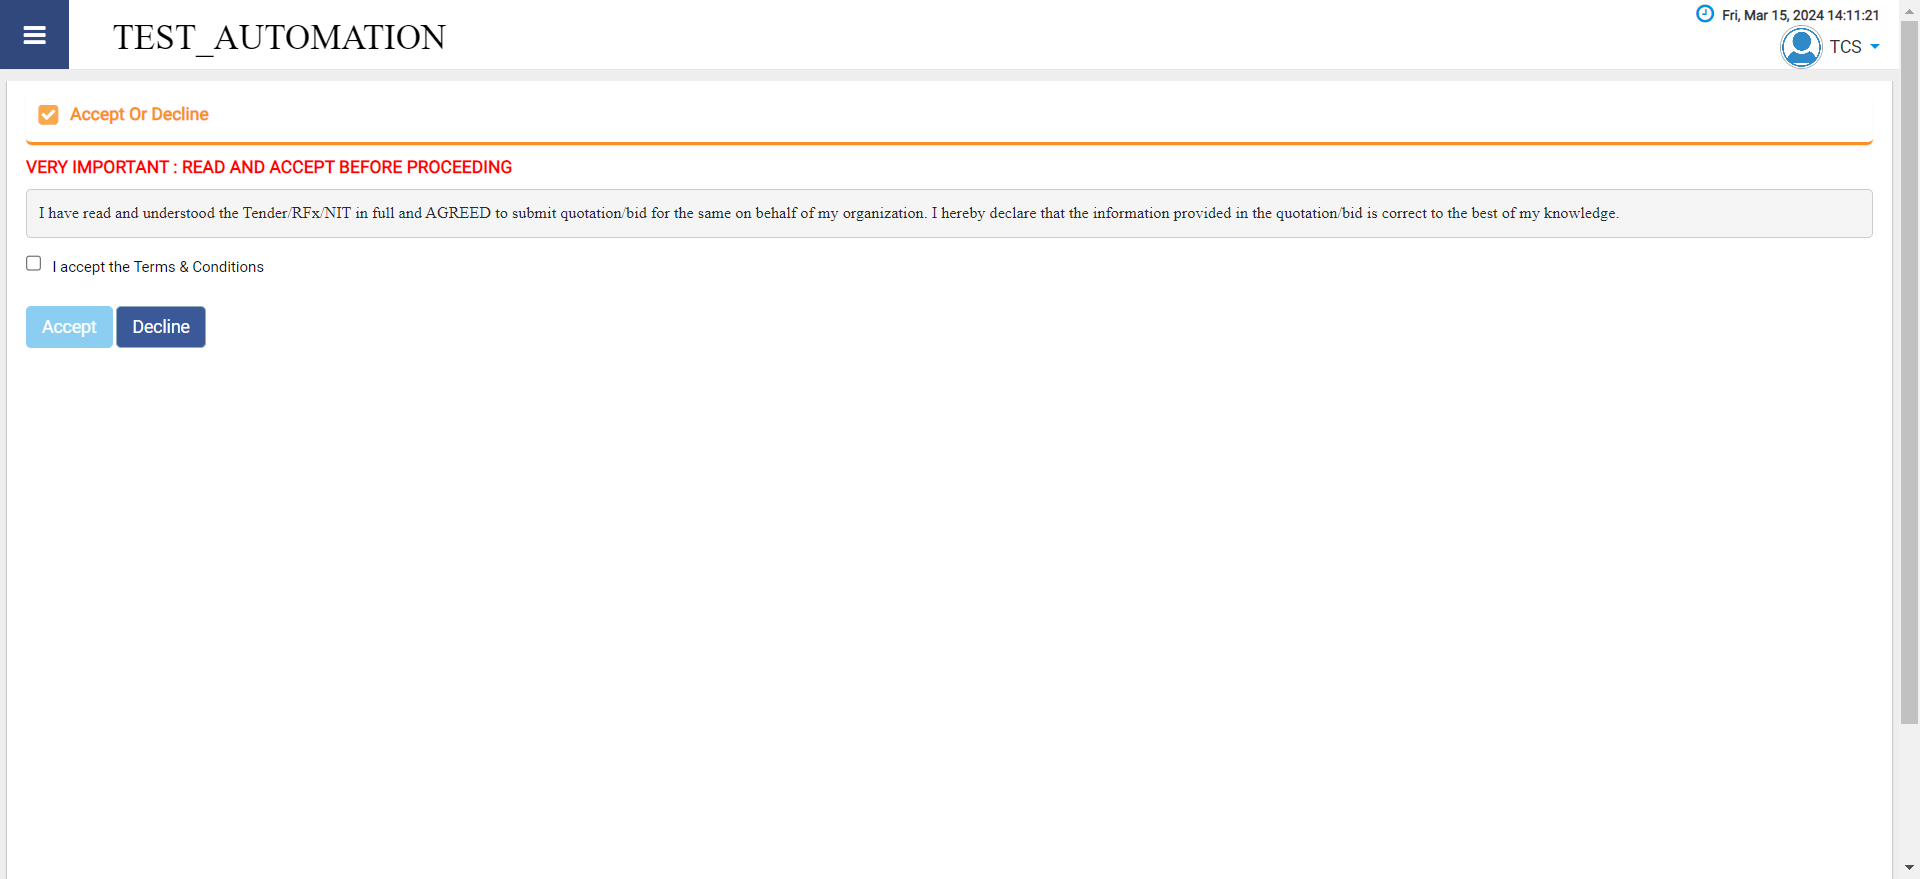 TEST_AUTOMATION
Fri, Mar 15, 2024 14:11:21
TCS
Accept Or Decline
VERY IMPORTANT : READ AND ACCEPT BEFORE PROCEEDING
I have read and understood the Tender/RFx/NIT in full and AGREED to submit quotation/bid for the same on behalf of my organization. I hereby declare that the information provided in the quotation/bid is correct to the best of my knowledge.
I accept the Terms & Conditions
Accept
Decline